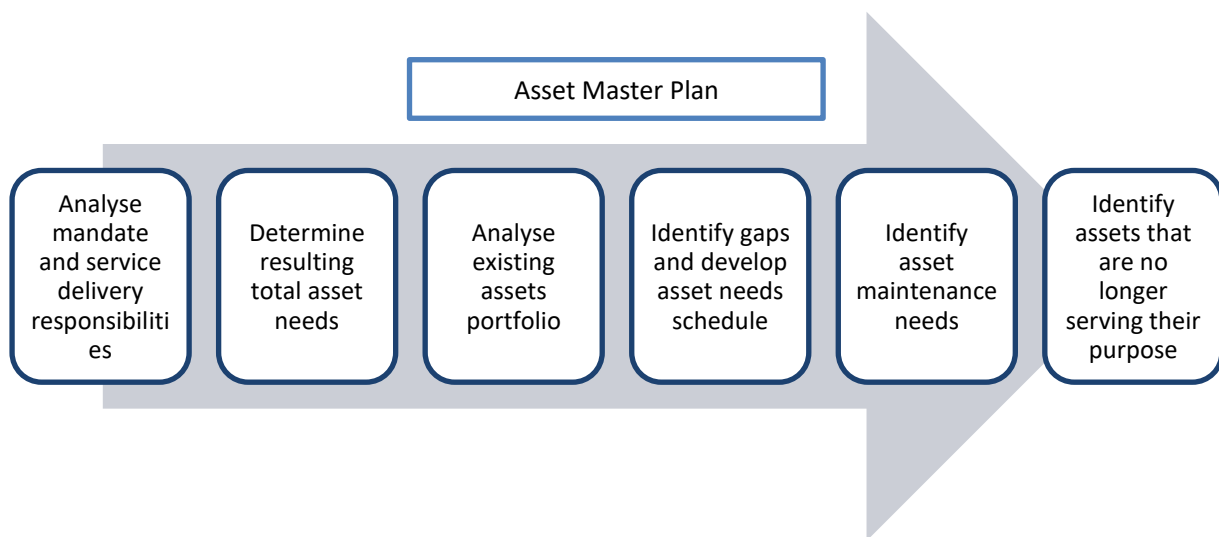 Asset Master Plan
Analyse
mandate
and service
delivery
responsibiliti
es
Determine
resulting
total asset
needs
Analyse
existing
assets
portfolio
Identify gaps
and develop
asset needs
schedule
Identify
asset
maintenance
needs
Identify
assets that
are no
longer
serving their
purpose